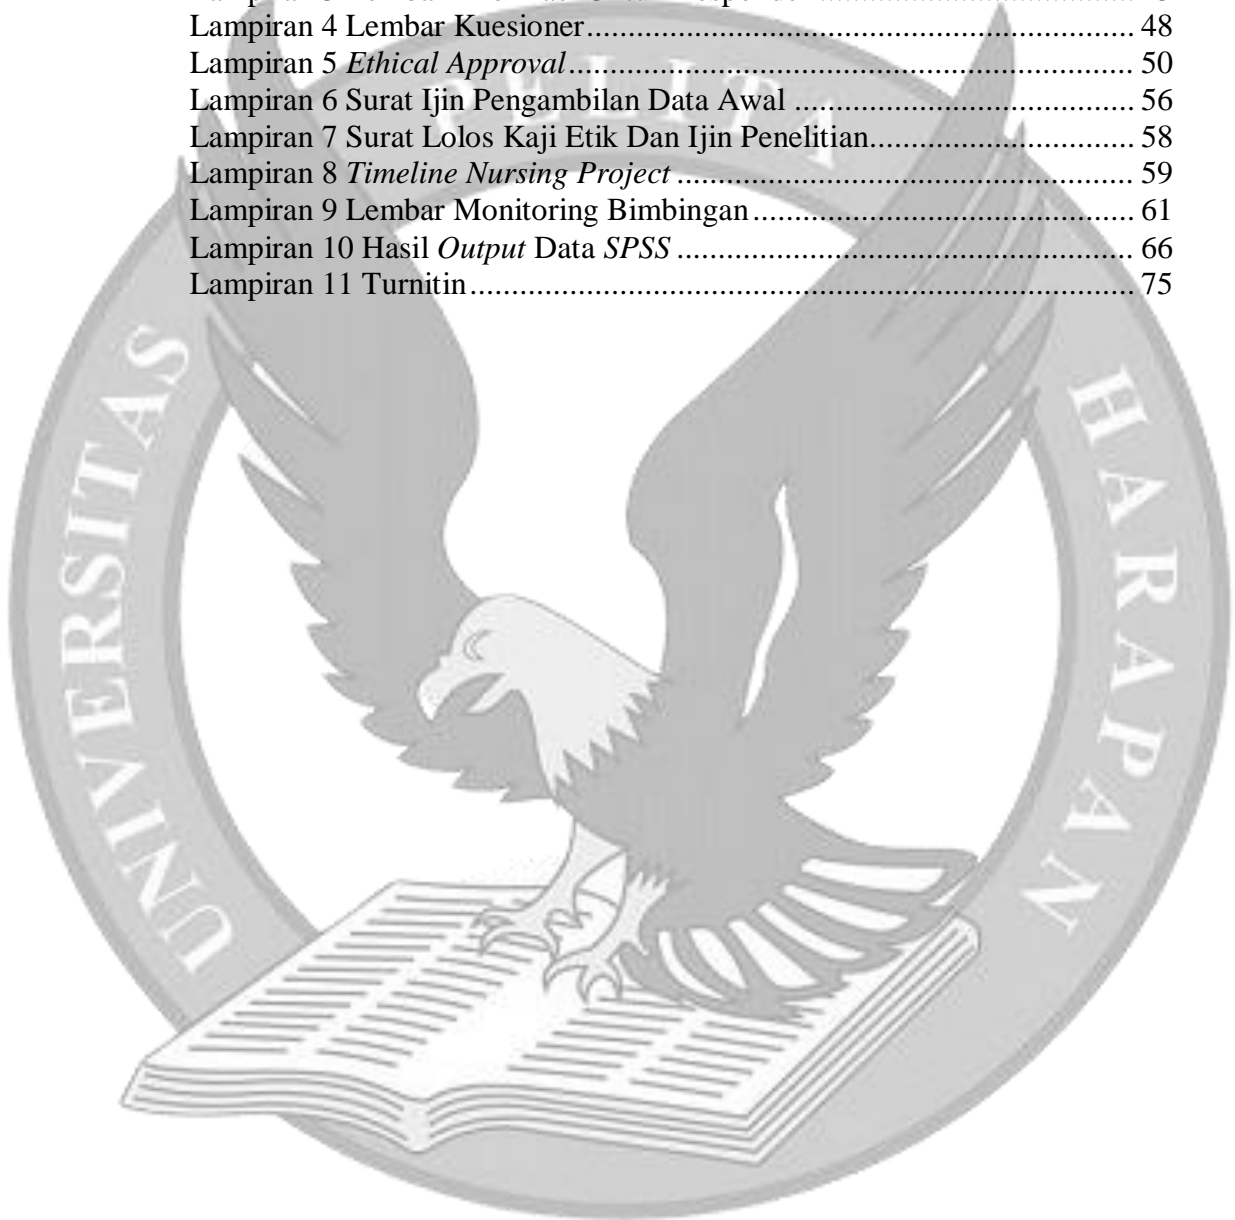 Lampiran 4 Lembar Kuesioner.................................................................... 48
Lampiran 5 Ethical Approval...................................................................... 50
Lampiran 6 Surat Ijin Pengambilan Data Awal .......................................... 56
Lampiran 7 Surat Lolos Kaji Etik Dan Ijin Penelitian................................. 58
Lampiran 8 Timeline Nursing Project ......................................................... 59
Lampiran 9 Lembar Monitoring Bimbingan................................................ 61
Lampiran 10 Hasil Output Data SPSS ......................................................... 66
Lampiran 11 Turnitin................................................................................... 75
UNIVERSITAS PELITA HARAPAN